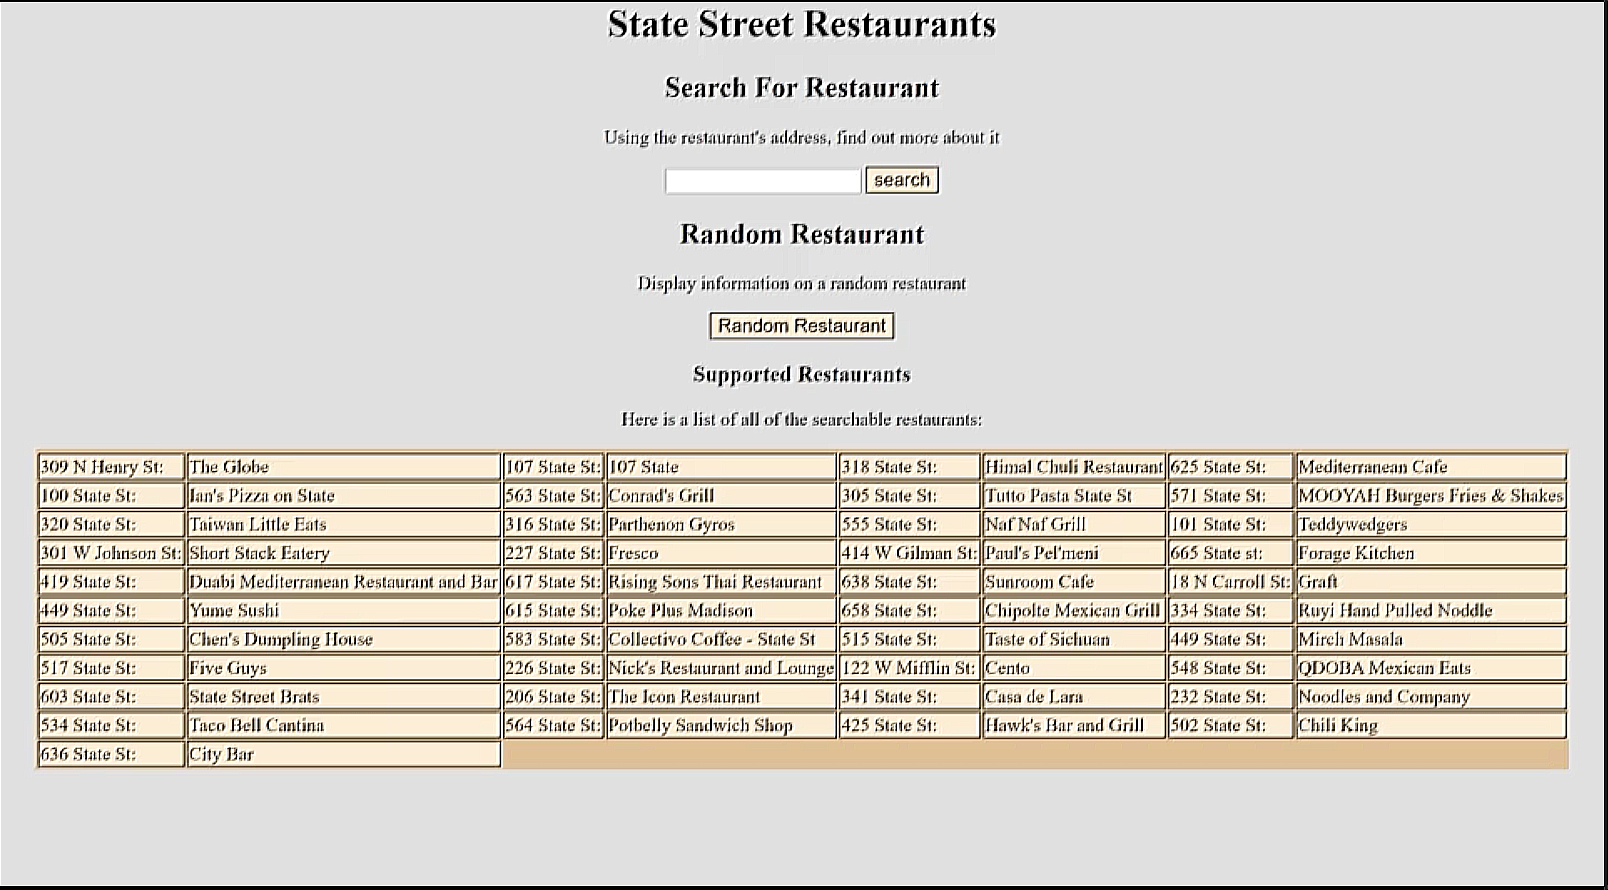 State Street Restaurants
Search For Restaurant
Using the restaurant's address, find out more about it
search
Random Restaurant
Display information on a random restaurant
Random Restaurant
Supported Restaurants
Here is a list of all of the searchable restaurants:
309 N Henry St: The Globe 107 State St: 107 State 318 State St: Himal Chuli Restaurant 625 State St: Mediterranean Cafe
100 State St: Ian's Pizza on State 563 State St: Conrad's Grill 305 State St: Tutto Pasta State St 571 State St: MOOYAH Burgers Fries & Shakes
320 State St: Taiwan Little Eats 316 State St: Parthenon Gyros 555 State St: Naf Naf Grill 101 State St: Teddywedgers
301 W Johnson St: Short Stack Eatery 227 State St: Fresco 414 W Gilman St: Paul's Pel'meni 665 State st: Forage Kitchen
419 State St: Duabi Mediterranean Restaurant and Bar 617 State St: Rising Sons Thai Restaurant 638 State St: Sunroom Cafe 18 N Carroll St: Graft
449 State St: Yume Sushi 615 State St: Poke Plus Madison 658 State St: Chipolte Mexican Grill 334 State St: Ruyi Hand Pulled Noddle
505 State St: Chen's Dumpling House 583 State St: Collectivo Coffee - State St 515 State St: Taste of Sichuan 449 State St: Mirch Masala
517 State St: Five Guys 226 State St: Nick's Restaurant and Lounge 122 W Mifflin St: Cento 548 State St: QDOBA Mexican Eats
603 State St: State Street Brats 206 State St: The Icon Restaurant 341 State St: Casa de Lara 232 State St: Noodles and Company
534 State St: Taco Bell Cantina 564 State St: Potbelly Sandwich Shop 425 State St: Hawk's Bar and Grill 502 State St: Chili King
636 State St: City Bar